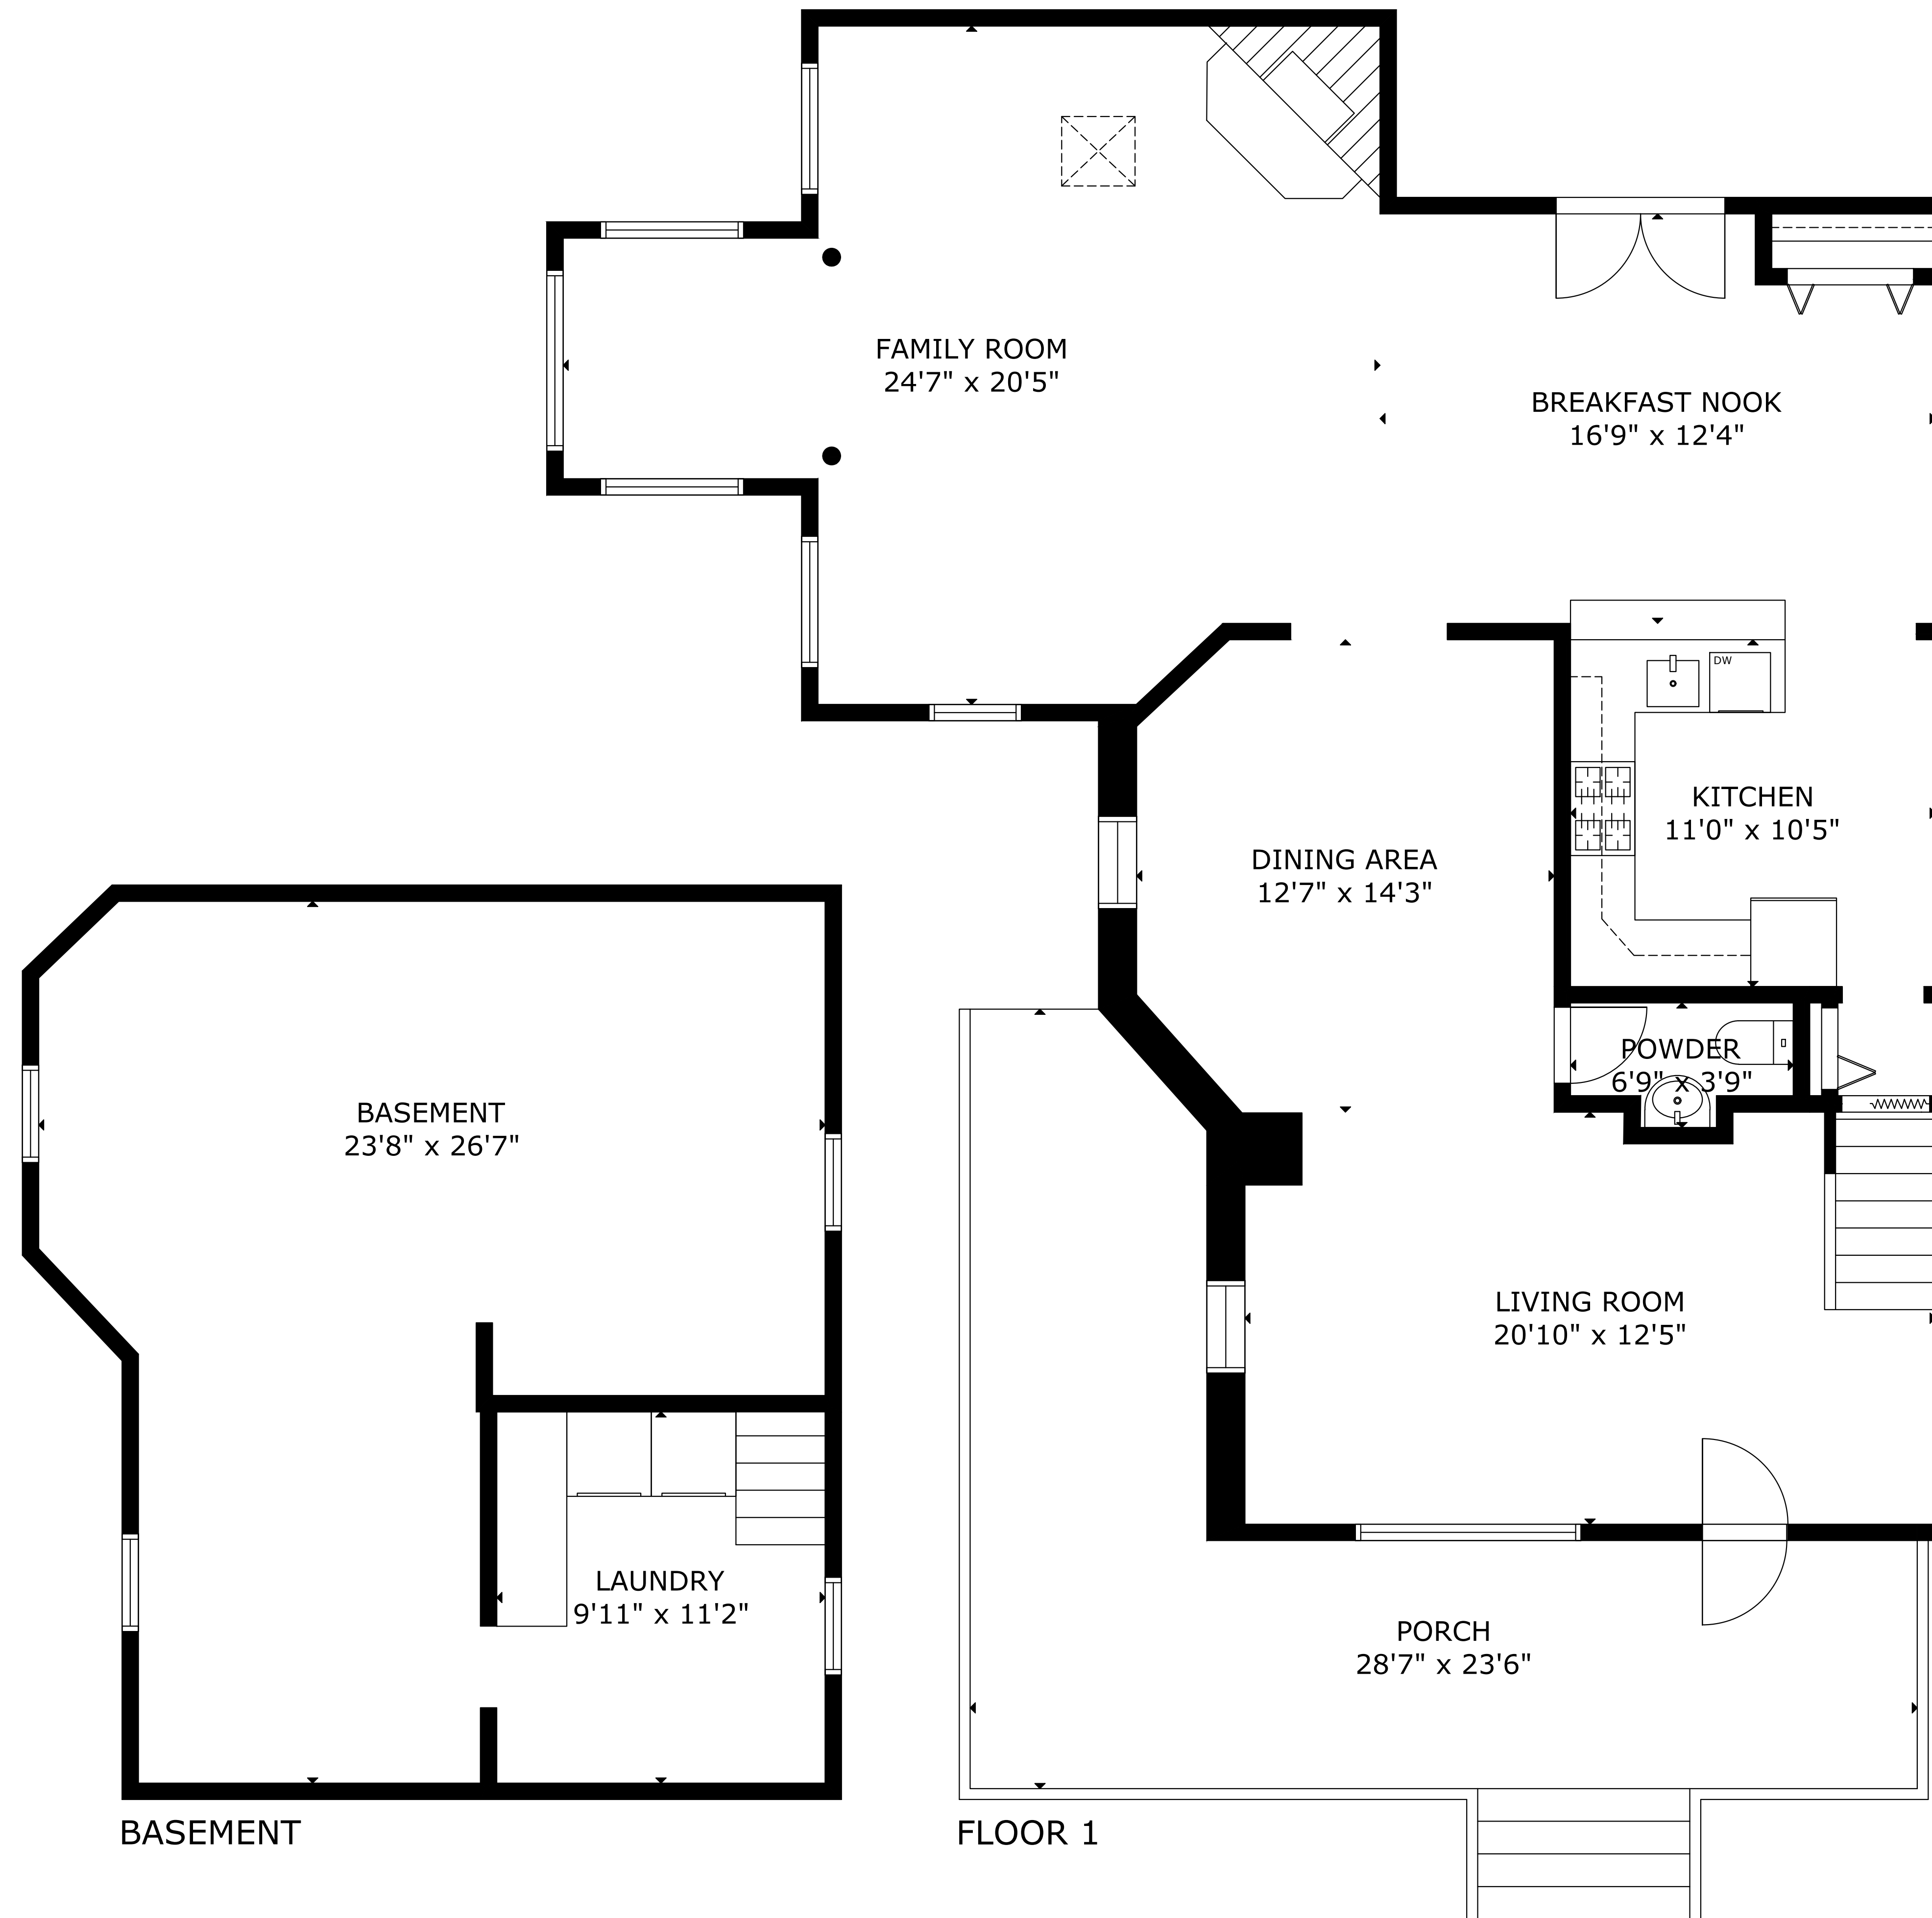 FAMILY ROOM
24'7" x 20'5"
BREAKFAST NOOK
16'9" x 12'4"
DW
KITCHEN
11'0" x 10'5"
DINING AREA
12'7" x 14'3"
POWDER
6'9" x 3'9"
BASEMENT
23'8" x 26'7"
LIVING ROOM
20'10" x 12'5"
LAUNDRY
9'11" x 11'2"
PORCH
28'7" x 23'6"
BASEMENT
FLOOR 1